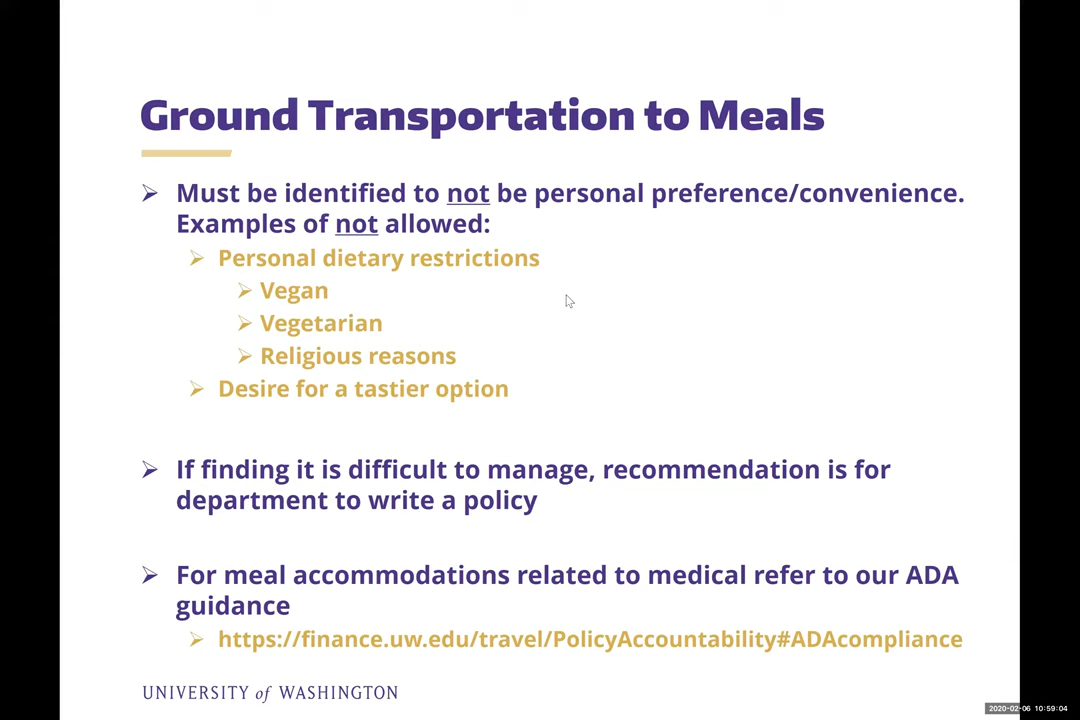 Ground Transportation to Meals
Must be identified to not be personal preference/convenience.
Examples of not allowed:
Personal dietary restrictions
Vegan
Vegetarian
Religious reasons
Desire for a tastier option
If finding it is difficult to manage, recommendation is for
department to write a policy
For meal accommodations related to medical refer to our ADA
guidance
https://finance.uw.edu/travel/PolicyAccountability#ADAcompliance
UNIVERSITY of WASHINGTON
2020-02-06 10:59:04